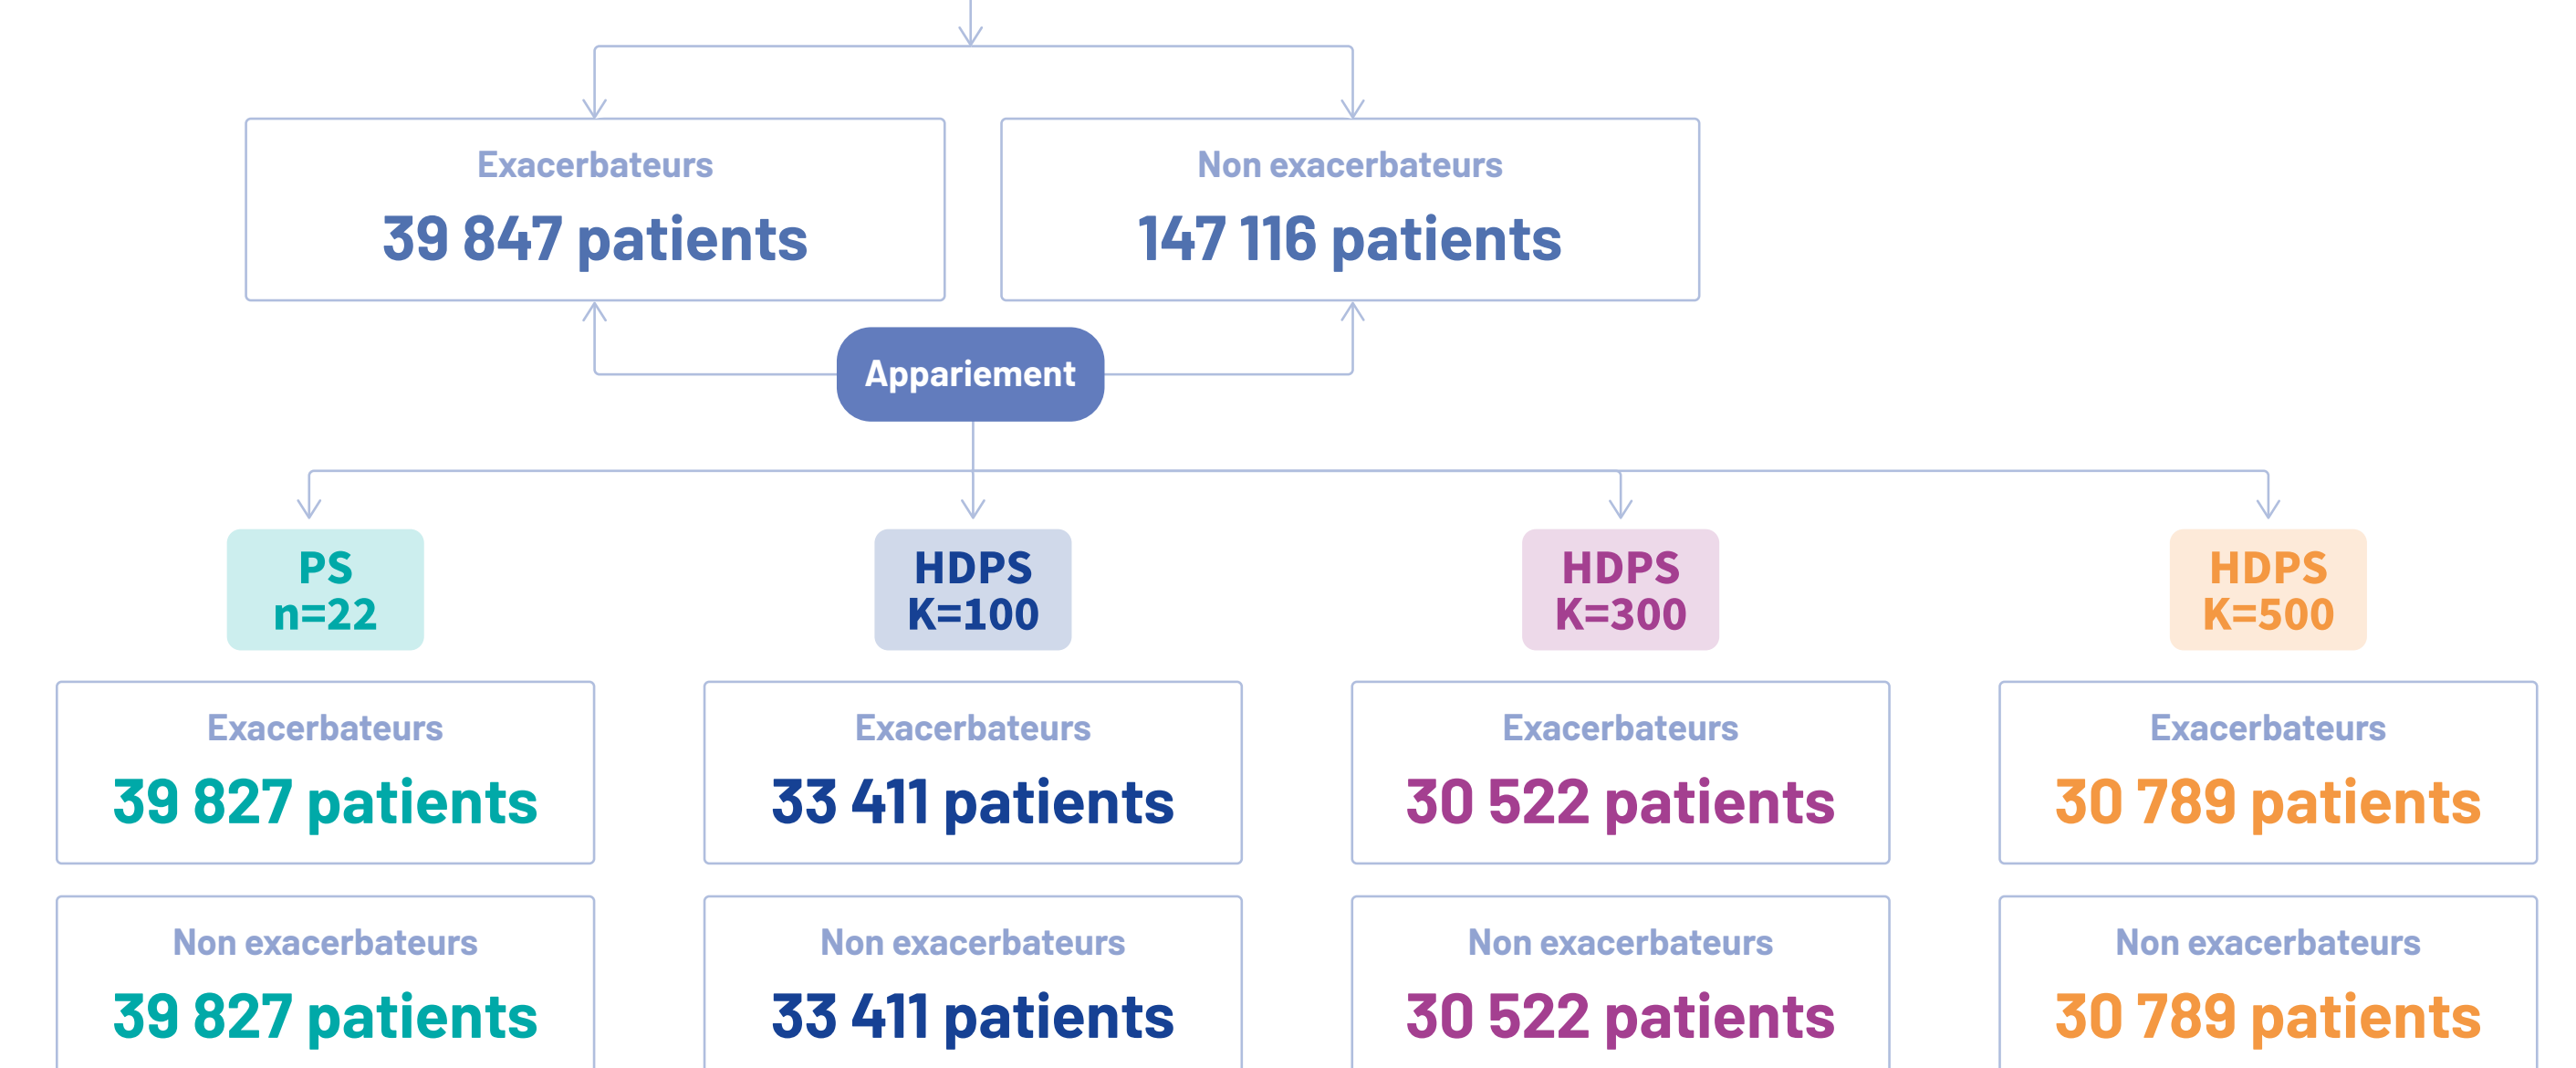 Exacerbateurs
39 847 patients
Non exacerbateurs
147 116 patients
Appariement
PS
n=22
HDPS
K=100
HDPS
K=300
HDPS
K=500
Exacerbateurs
39 827 patients
Exacerbateurs
33 411 patients
Exacerbateurs
30 522 patients
Exacerbateurs
30 789 patients
Non exacerbateurs
39 827 patients
Non exacerbateurs
33 411 patients
Non exacerbateurs
30 522 patients
Non exacerbateurs
30 789 patients